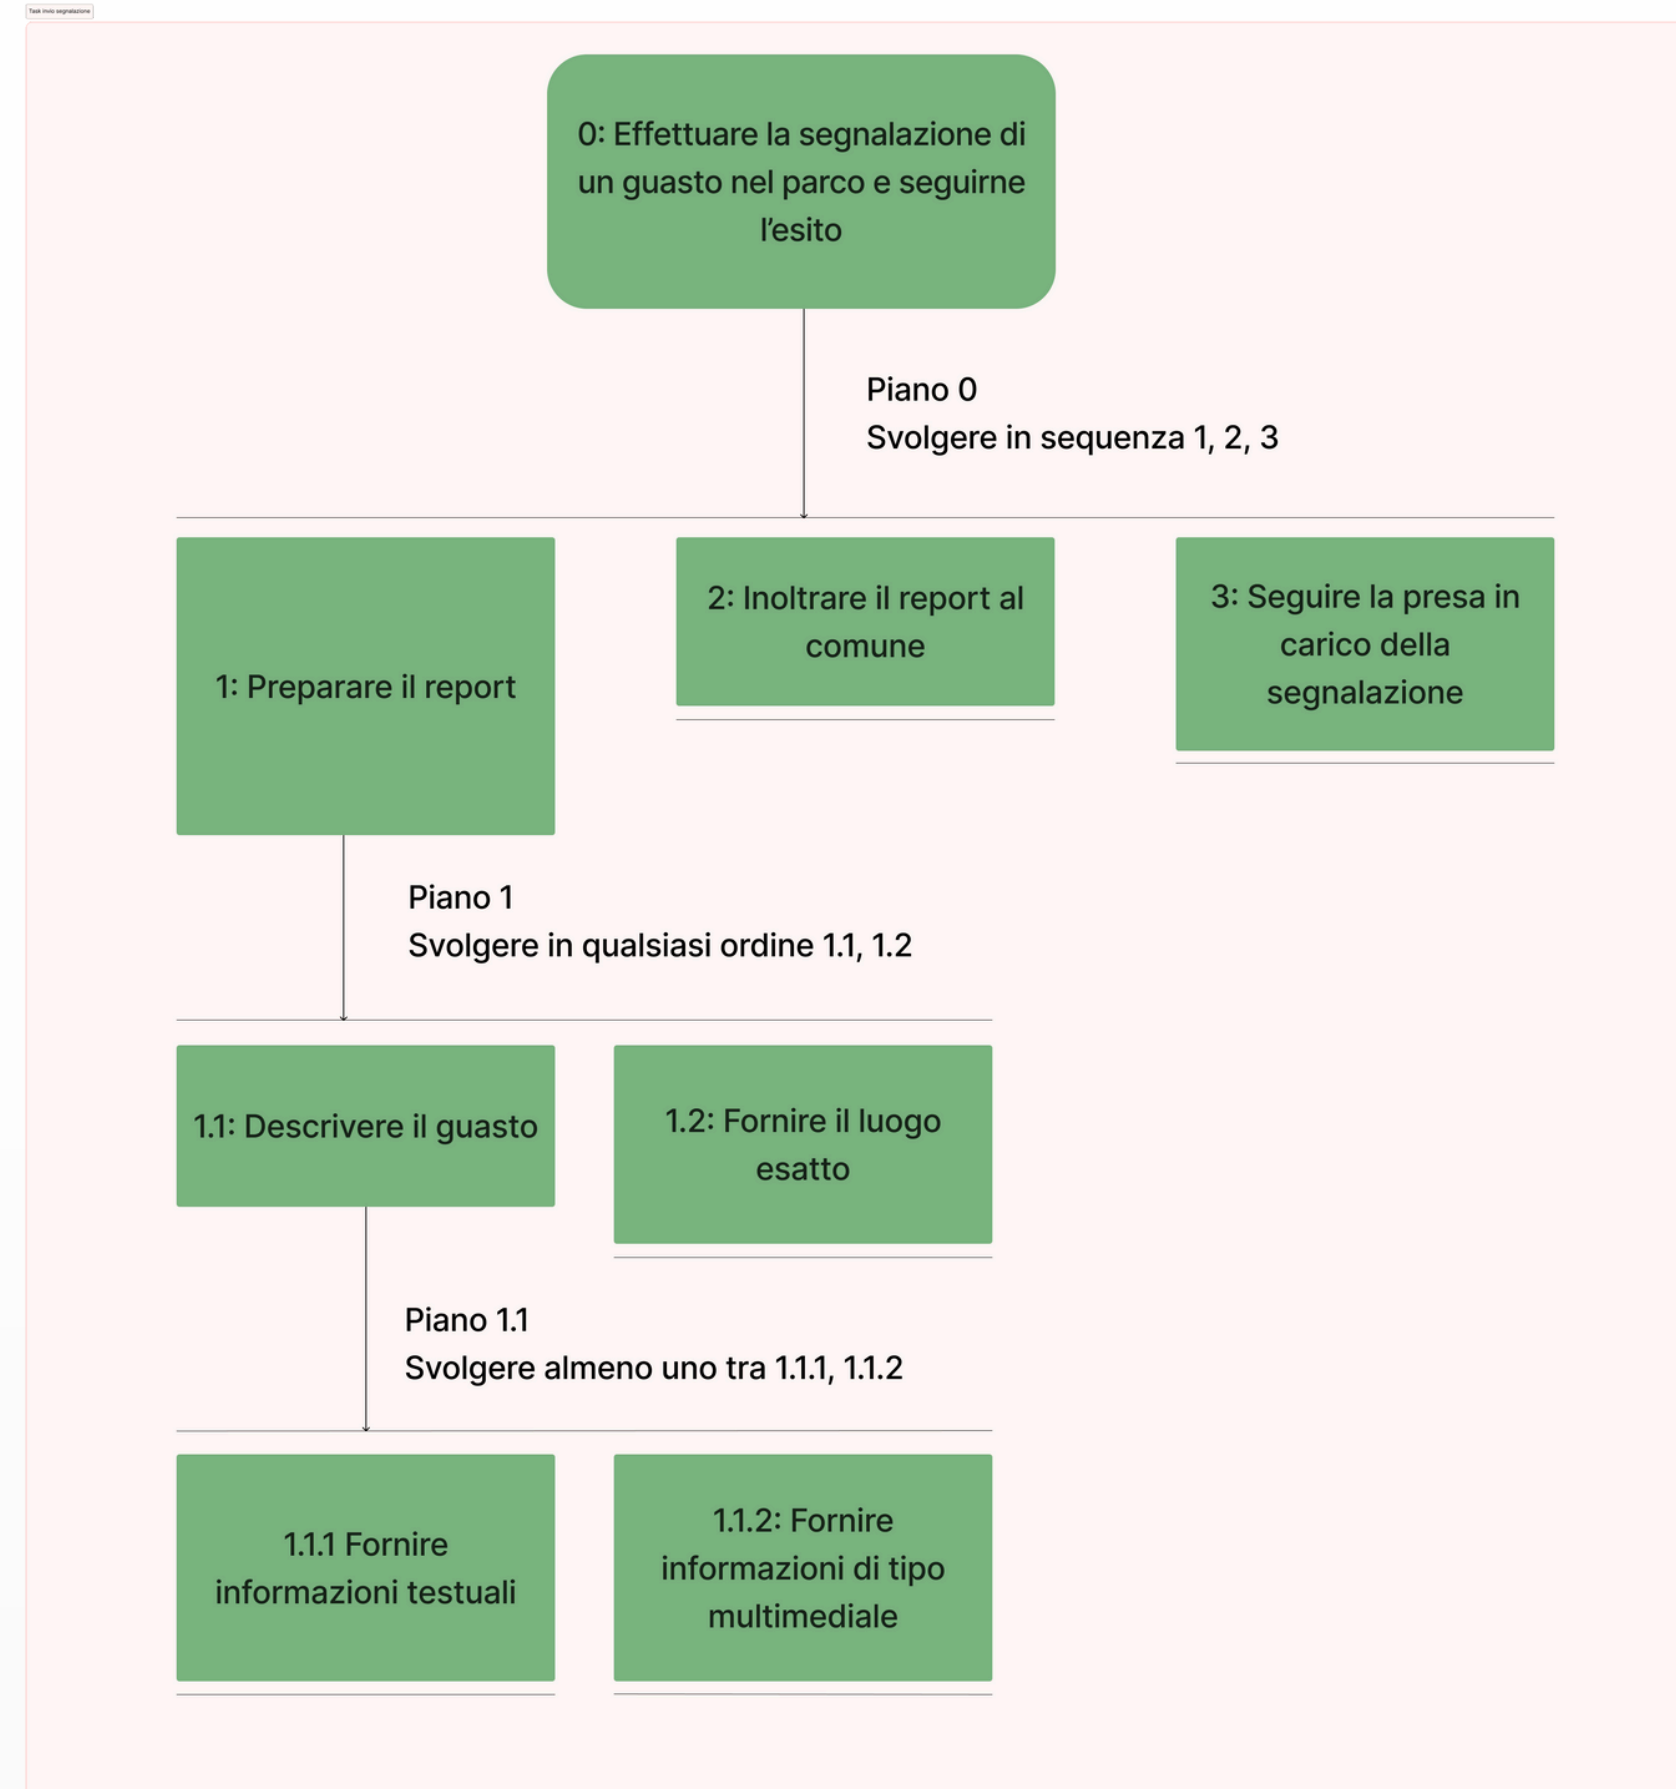 Task invio segnalazione
0: Effettuare la segnalazione di
un guasto nel parco e seguirne
l’esito
Piano 0
Svolgere in sequenza 1, 2, 3
1: Preparare il report
2: Inoltrare il report al
comune
3: Seguire la presa in
carico della
segnalazione
Piano 1
Svolgere in qualsiasi ordine 1.1, 1.2
1.1: Descrivere il guasto
1.2: Fornire il luogo
esatto
Piano 1.1
Svolgere almeno uno tra 1.1.1, 1.1.2
1.1.1 Fornire
informazioni testuali
1.1.2: Fornire
informazioni di tipo
multimediale